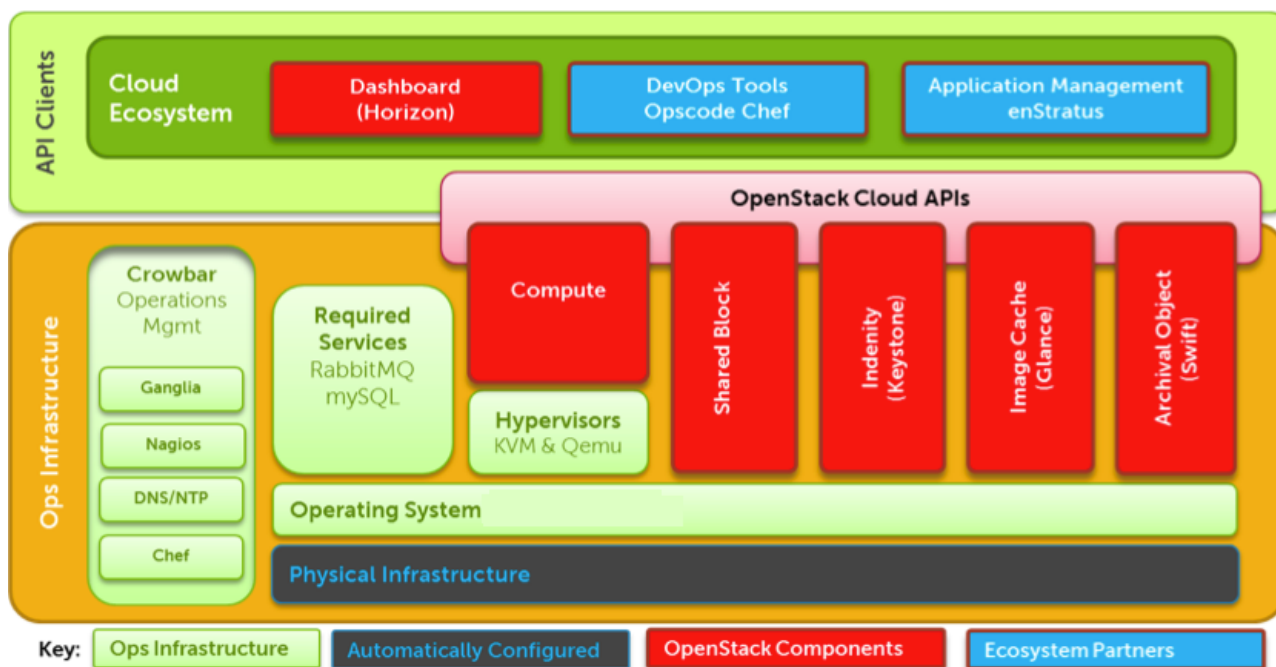 API Clients
Cloud
Ecosystem
Dashboard
(Horizon)
DevOps Tools
Opscode Chef
Application Management
enStratus
OpenStack Cloud APIs
Ops Infrastructure
Crowbar
Operations
Mgmt
Ganglia
Nagios
DNS/NTP
Chef
Required
Services
RabbitMQ
mySQL
Compute
Hypervisors
KVM & Qemu
Shared Block
Indenity
(Keystone)
Image Cache
(Glance)
Archival Object
(Swift)
Operating System
Physical Infrastructure
Key:
Ops Infrastructure
Automatically Configured
OpenStack Components
Ecosystem Partners